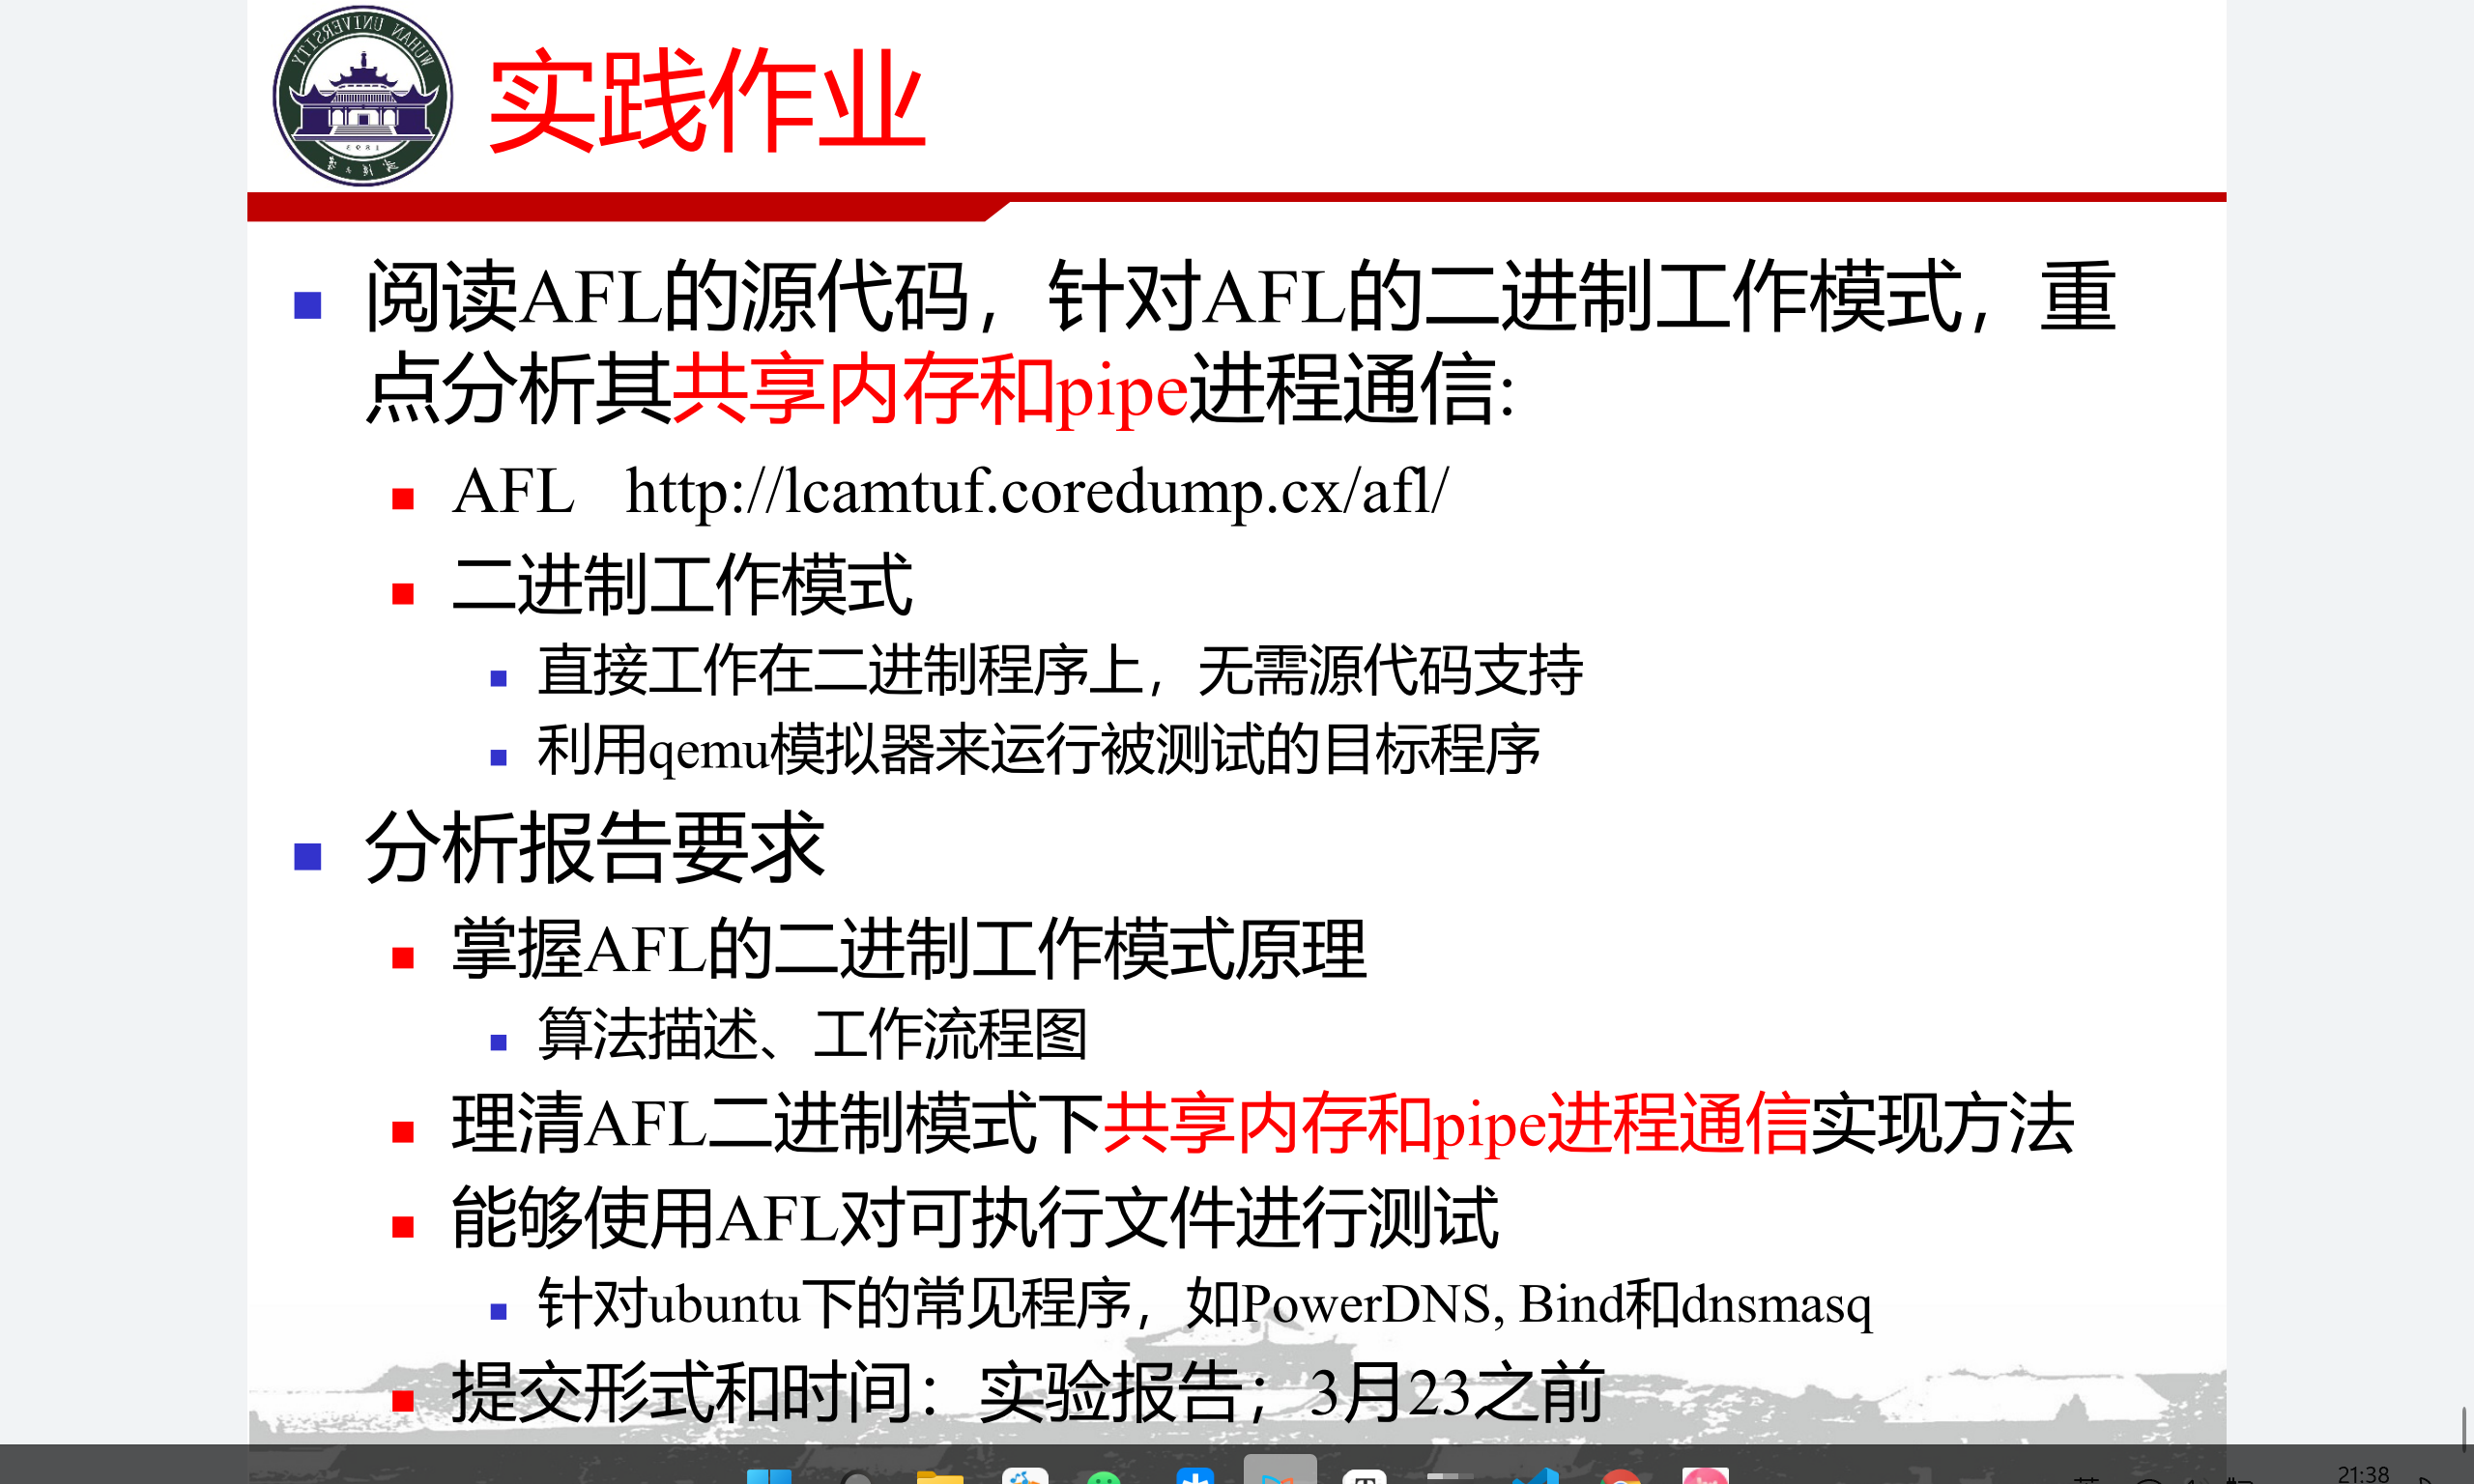 WUHAN UNIVERSITY
1893
实践作业
阅读AFL的源代码，针对AFL的二进制工作模式，重
点分析其共享内存和pipe进程通信:
AFL http://lcamtuf.coredump.cx/afl/
二进制工作模式
直接工作在二进制程序上，无需源代码支持
利用qemu模拟器来运行被测试的目标程序
分析报告要求
掌握AFL的二进制工作模式原理
算法描述、工作流程图
理清AFL二进制模式下共享内存和pipe进程通信实现方法
能够使用AFL对可执行文件进行测试
针对ubuntu下的常见程序，如PowerDNS, Bind和dnsmasq
提交形式和时间：实验报告；3月23之前
21:38